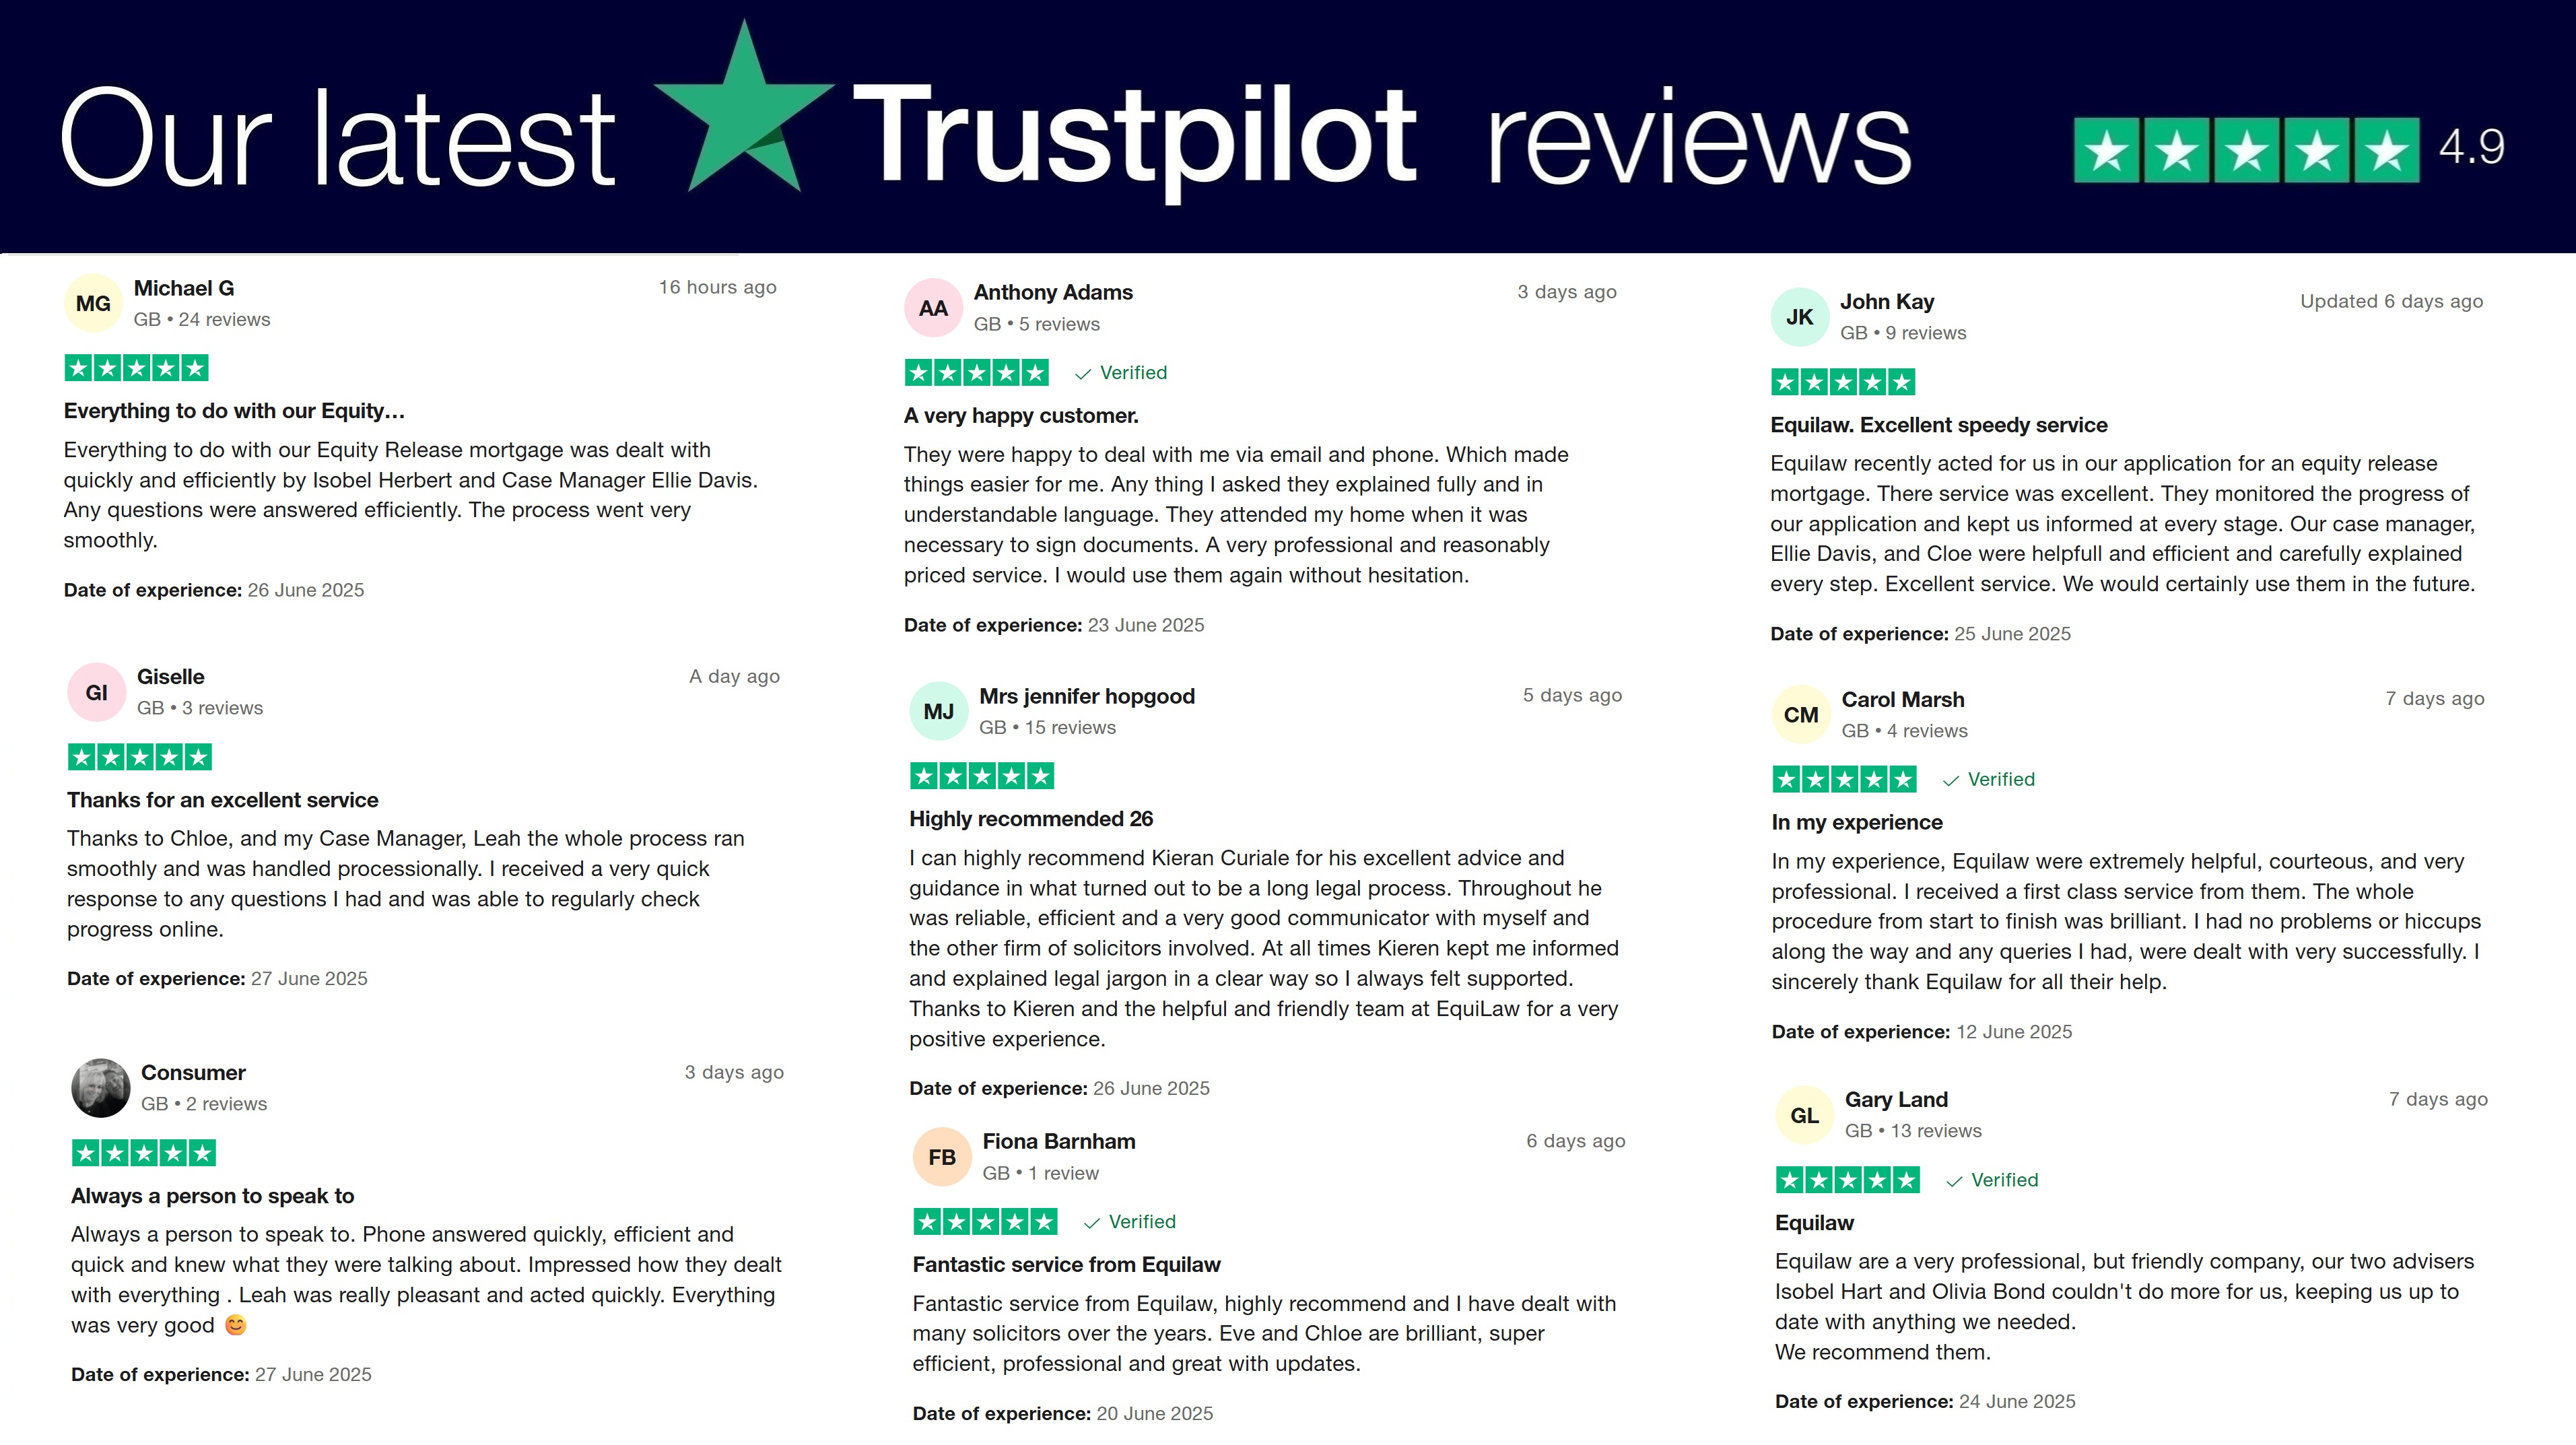 Our latest Trustpilot reviews 4.9
MG
Michael G
16 hours ago
GB • 24 reviews
Everything to do with our Equity…
Everything to do with our Equity Release mortgage was dealt with
quickly and efficiently by Isobel Herbert and Case Manager Ellie Davis.
Any questions were answered efficiently. The process went very
smoothly.
Date of experience: 26 June 2025
GI
Giselle
A day ago
GB • 3 reviews
Thanks for an excellent service
Thanks to Chloe, and my Case Manager, Leah the whole process ran
smoothly and was handled processionally. I received a very quick
response to any questions I had and was able to regularly check
progress online.
Date of experience: 27 June 2025
Consumer
3 days ago
GB • 2 reviews
Always a person to speak to
Always a person to speak to. Phone answered quickly, efficient and
quick and knew what they were talking about. Impressed how they dealt
with everything . Leah was really pleasant and acted quickly. Everything
was very good 😊
Date of experience: 27 June 2025
AA
Anthony Adams
3 days ago
GB • 5 reviews
Verified
A very happy customer.
They were happy to deal with me via email and phone. Which made
things easier for me. Any thing I asked they explained fully and in
understandable language. They attended my home when it was
necessary to sign documents. A very professional and reasonably
priced service. I would use them again without hesitation.
Date of experience: 23 June 2025
MJ
Mrs jennifer hopgood
5 days ago
GB • 15 reviews
Highly recommended 26
I can highly recommend Kieran Curiale for his excellent advice and
guidance in what turned out to be a long legal process. Throughout he
was reliable, efficient and a very good communicator with myself and
the other firm of solicitors involved. At all times Kieren kept me informed
and explained legal jargon in a clear way so I always felt supported.
Thanks to Kieren and the helpful and friendly team at EquiLaw for a very
positive experience.
Date of experience: 26 June 2025
FB
Fiona Barnham
6 days ago
GB • 1 review
Verified
Fantastic service from Equilaw
Fantastic service from Equilaw, highly recommend and I have dealt with
many solicitors over the years. Eve and Chloe are brilliant, super
efficient, professional and great with updates.
Date of experience: 20 June 2025
JK
John Kay
Updated 6 days ago
GB • 9 reviews
Equilaw. Excellent speedy service
Equilaw recently acted for us in our application for an equity release
mortgage. There service was excellent. They monitored the progress of
our application and kept us informed at every stage. Our case manager,
Ellie Davis, and Cloe were helpfull and efficient and carefully explained
every step. Excellent service. We would certainly use them in the future.
Date of experience: 25 June 2025
CM
Carol Marsh
7 days ago
GB • 4 reviews
Verified
In my experience
In my experience, Equilaw were extremely helpful, courteous, and very
professional. I received a first class service from them. The whole
procedure from start to finish was brilliant. I had no problems or hiccups
along the way and any queries I had, were dealt with very successfully. I
sincerely thank Equilaw for all their help.
Date of experience: 12 June 2025
GL
Gary Land
7 days ago
GB • 13 reviews
Verified
Equilaw
Equilaw are a very professional, but friendly company, our two advisers
Isobel Hart and Olivia Bond couldn't do more for us, keeping us up to
date with anything we needed.
We recommend them.
Date of experience: 24 June 2025